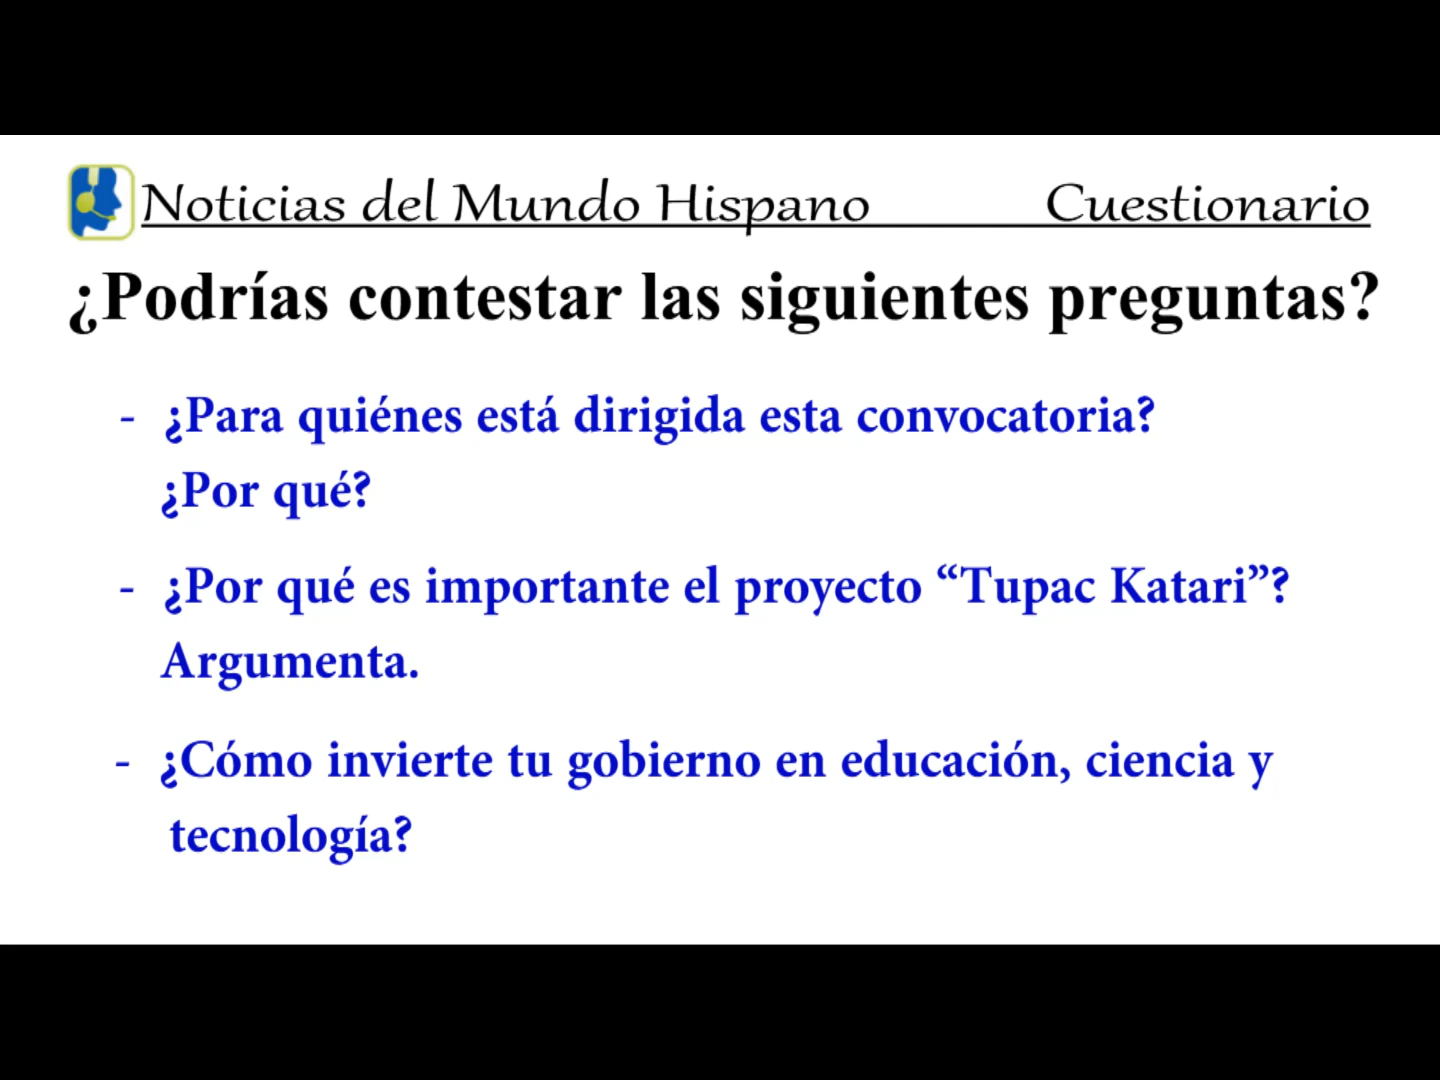 Noticias del Mundo Hispano Cuestionario
¿Podrías contestar las siguientes preguntas?
- ¿Para quiénes está dirigida esta convocatoria?
¿Por qué?
- ¿Por qué es importante el proyecto “Tupac Katari”?
Argumenta.
- ¿Cómo invierte tu gobierno en educación, ciencia y
tecnología?